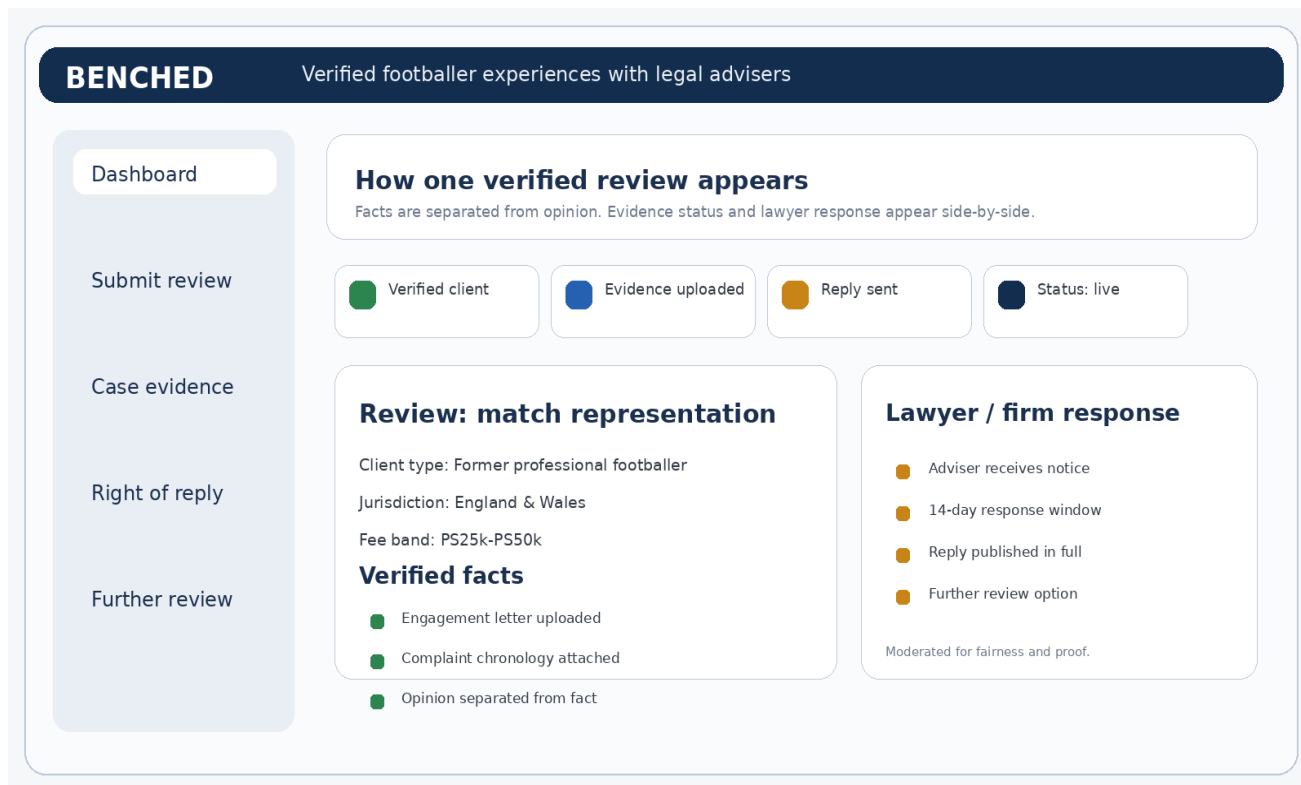 BENCHED
Verified footballer experiences with legal advisers
Dashboard
Submit review
Case evidence
Right of reply
Further review
How one verified review appears
Facts are separated from opinion. Evidence status and lawyer response appear side-by-side.
Verified client
Evidence uploaded
Reply sent
Status: live
Review: match representation
Client type: Former professional footballer
Jurisdiction: England & Wales
Fee band: PS25k-PS50k
Verified facts
Engagement letter uploaded
Complaint chronology attached
Opinion separated from fact
Lawyer / firm response
Adviser receives notice
14-day response window
Reply published in full
Further review option
Moderated for fairness and proof.